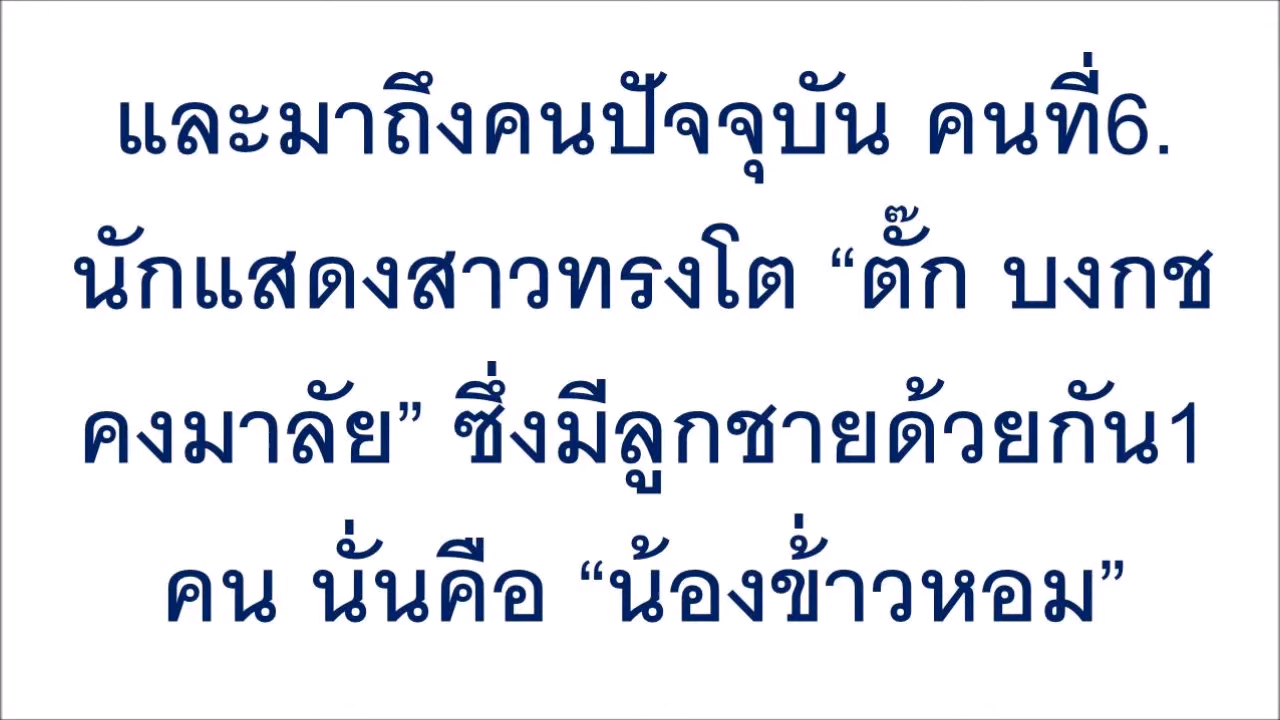 และมาถึงคนปัจจุบัน คนที่6.
นักแสดงสาวทรงโต “ตั๊ก บงกช
คงมาลัย” ซึ่งมีลูกชายด้วยกัน1
คน นั่นคือ “น้องข้่าวหอม”